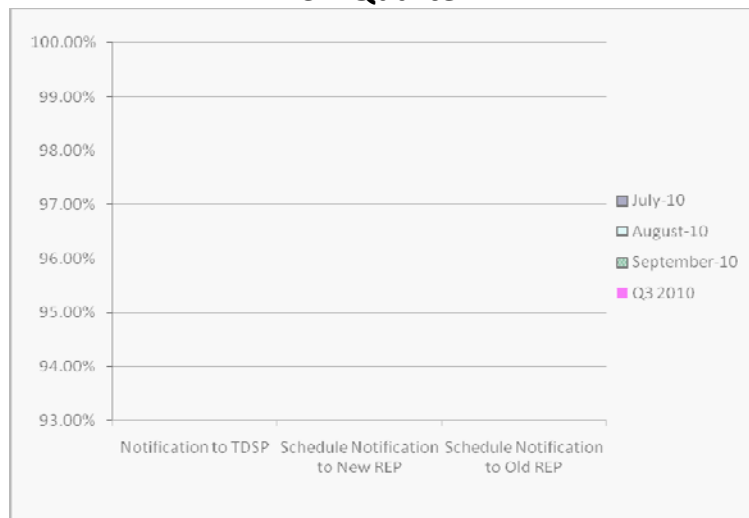 100.00%
99.00%
98.00%
97.00%
96.00%
95.00%
94.00%
93.00%
Notification to TDSP
Schedule Notification
to New REP
Schedule Notification
to Old REP
July-10
August-10
September-10
Q3 2010